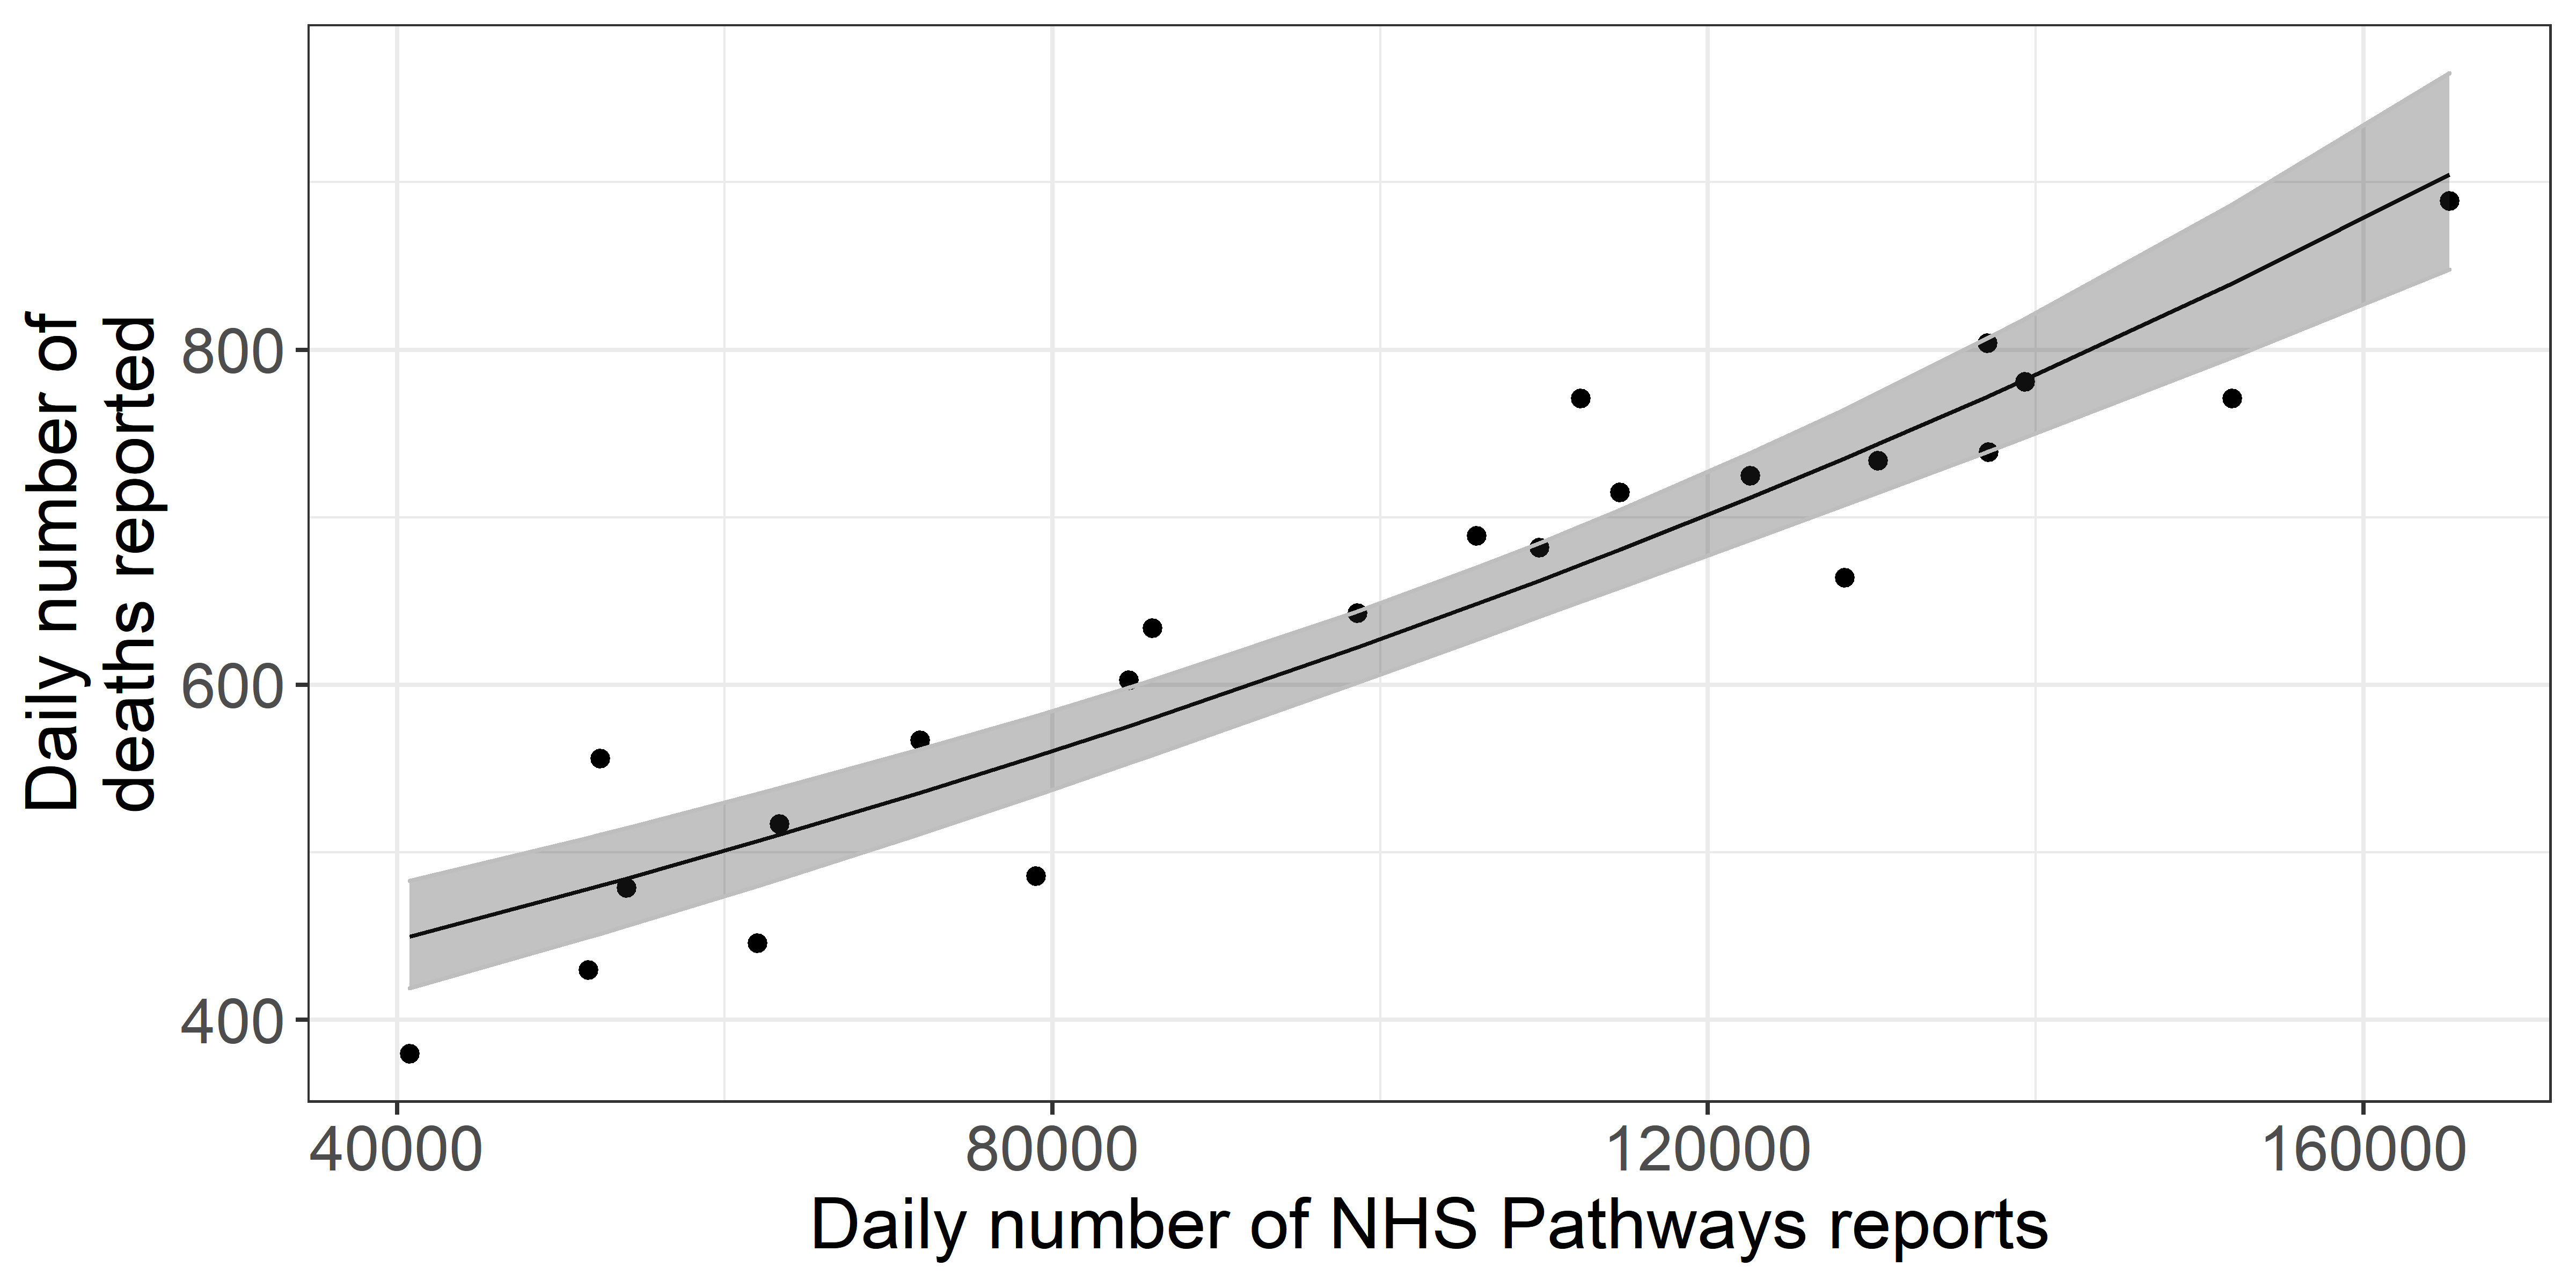 Daily number of
deaths reported
800
600
400
40000
80000
120000
160000
Daily number of NHS Pathways reports